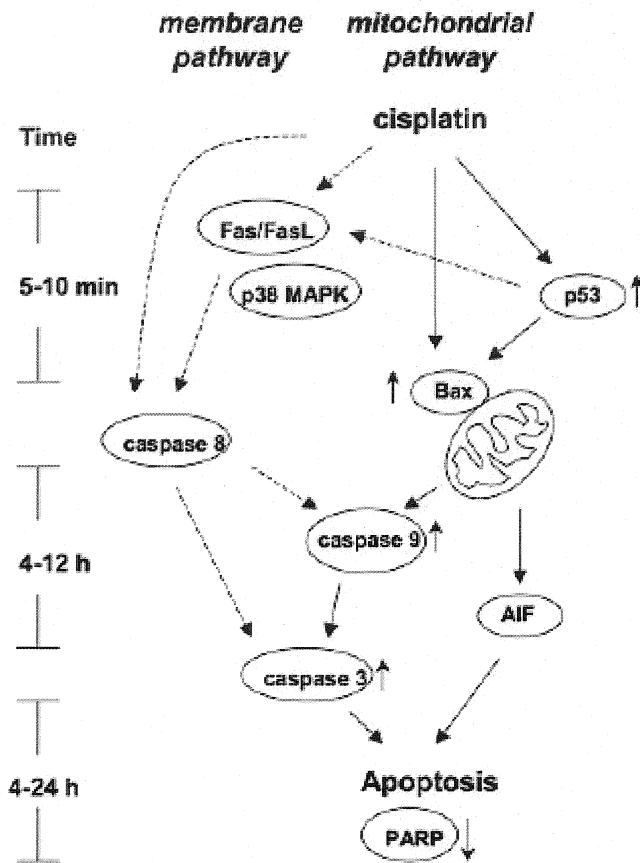 membrane pathway
mitochondrial pathway
cisplatin
Time
Fas/FasL
5-10 min
p38 MAPK
p53
Bax
caspase 8
caspase 9
4-12 h
AIF
caspase 3
Apoptosis
4-24 h
PARP